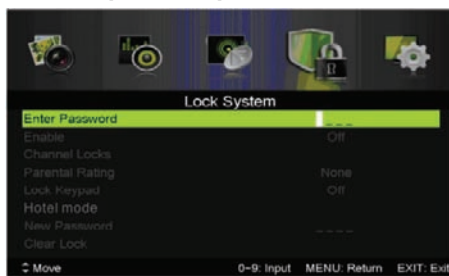 Lock System
Enter Password _ _ _
Enable Off
Channel Locks
Parental Rating None
Lock Keypad Off
Hotel mode
New Password _ _ _ _
Clear Lock
Move 0~9: Input MENU: Return EXIT: Exit